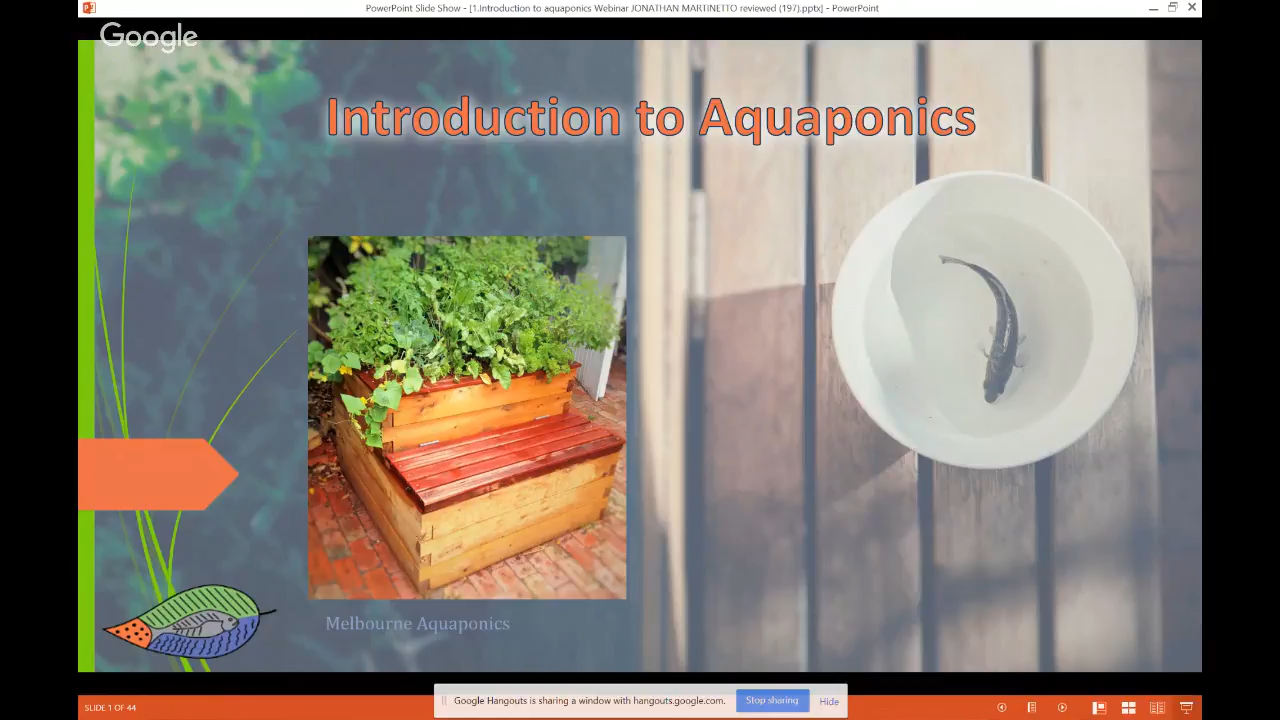 PowerPoint Slide Show - [1.Introduction to aquaponics Webinar JONATHAN MARTINETTO reviewed (197).pptx] - PowerPoint
Google
Introduction to Aquaponics
Melbourne Aquaponics
Google Hangouts is sharing a window with hangouts.google.com.
Stop sharing
Hide
SLIDE 1 OF 44